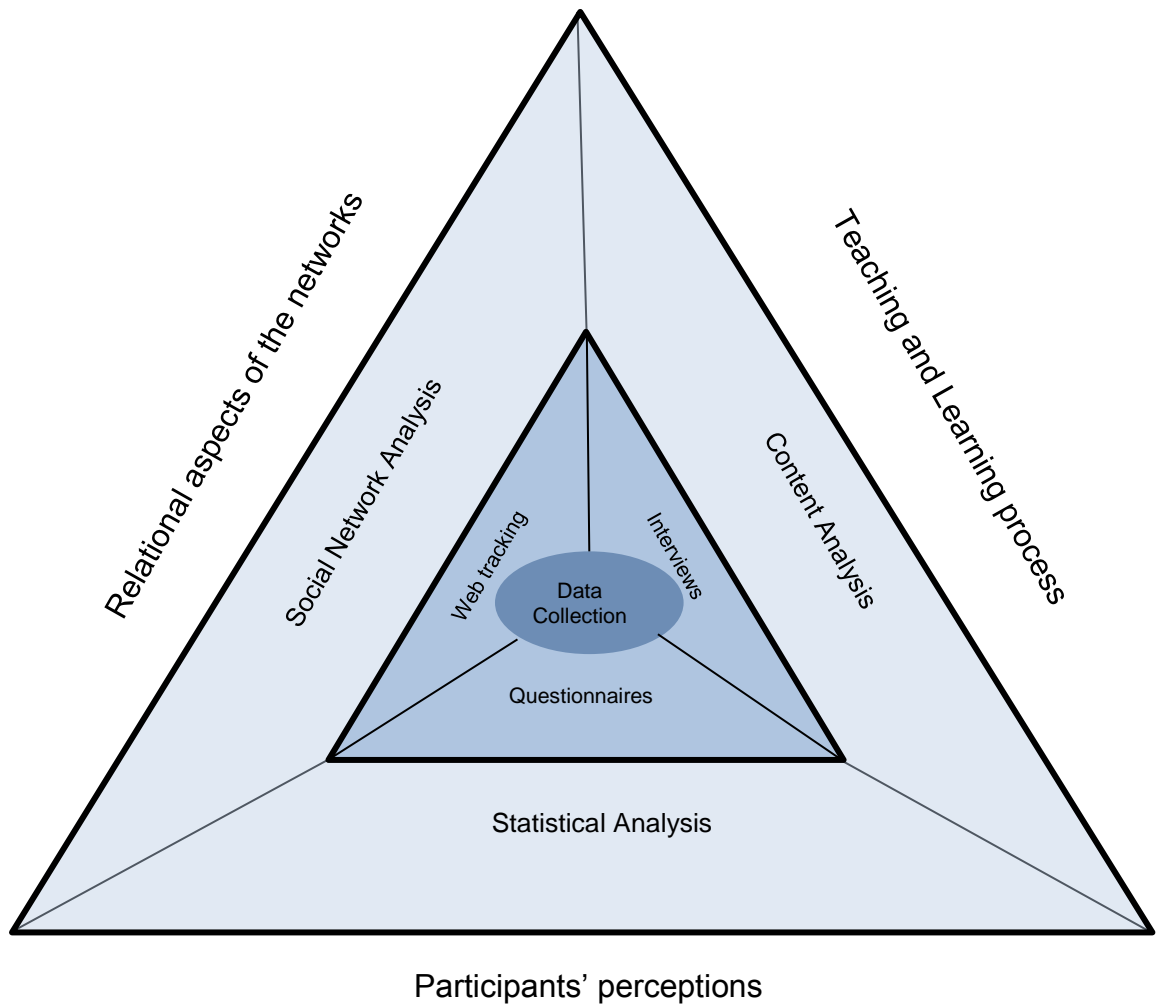 Relational aspects of the networks
Teaching and Learning process
Social Network Analysis
Content Analysis
Web tracking
Interviews
Data
Collection
Questionnaires
Statistical Analysis
Participants’ perceptions